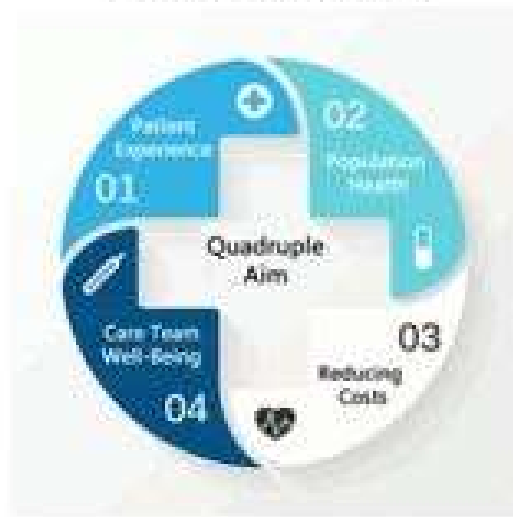 Patient
Experience
01
02
Population
Health
Quadruple
Aim
03
Reducing
Costs
Care Team
Well-Being
04